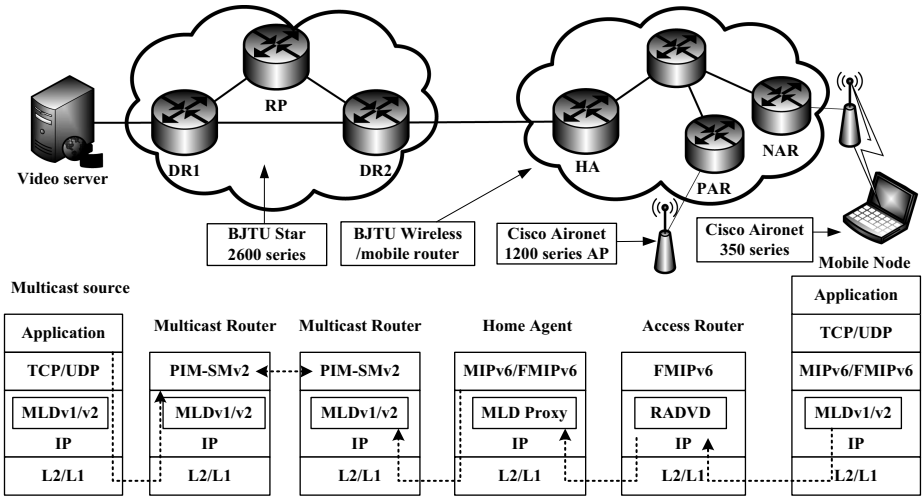 RP
DR1
DR2
HA
PAR
NAR
Video server
BJTU Star
2600 series
BJTU Wireless
/mobile router
Cisco Aironet
1200 series AP
Cisco Aironet
350 series
Mobile Node
Multicast source
Application
TCP/UDP
MLDv1/v2
IP
L2/L1
Multicast Router
PIM-SMv2
MLDv1/v2
IP
L2/L1
Multicast Router
PIM-SMv2
MLDv1/v2
IP
L2/L1
Home Agent
MIPv6/FMIPv6
MLD Proxy
IP
L2/L1
Access Router
FMIPv6
RADVD
IP
L2/L1
Application
TCP/UDP
MIPv6/FMIPv6
MLDv1/v2
IP
L2/L1